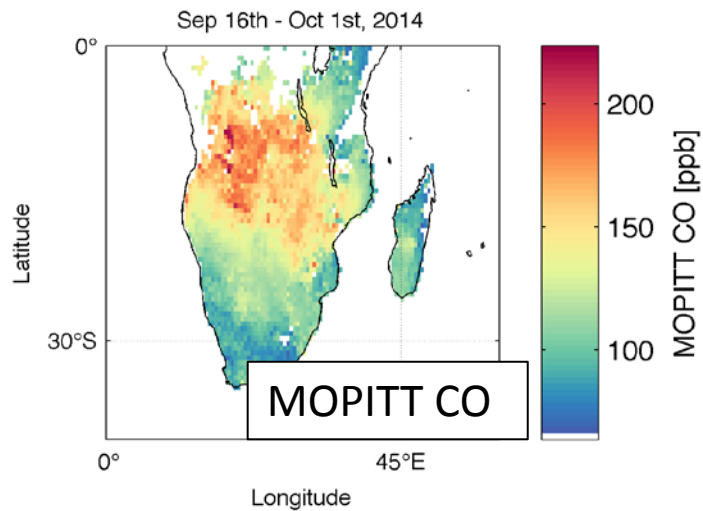 Sep 16th - Oct 1st, 2014
0°
Latitude
30°S
MOPITT CO
0°
45°E
Longitude
200
150
100
MOPITT CO [ppb]